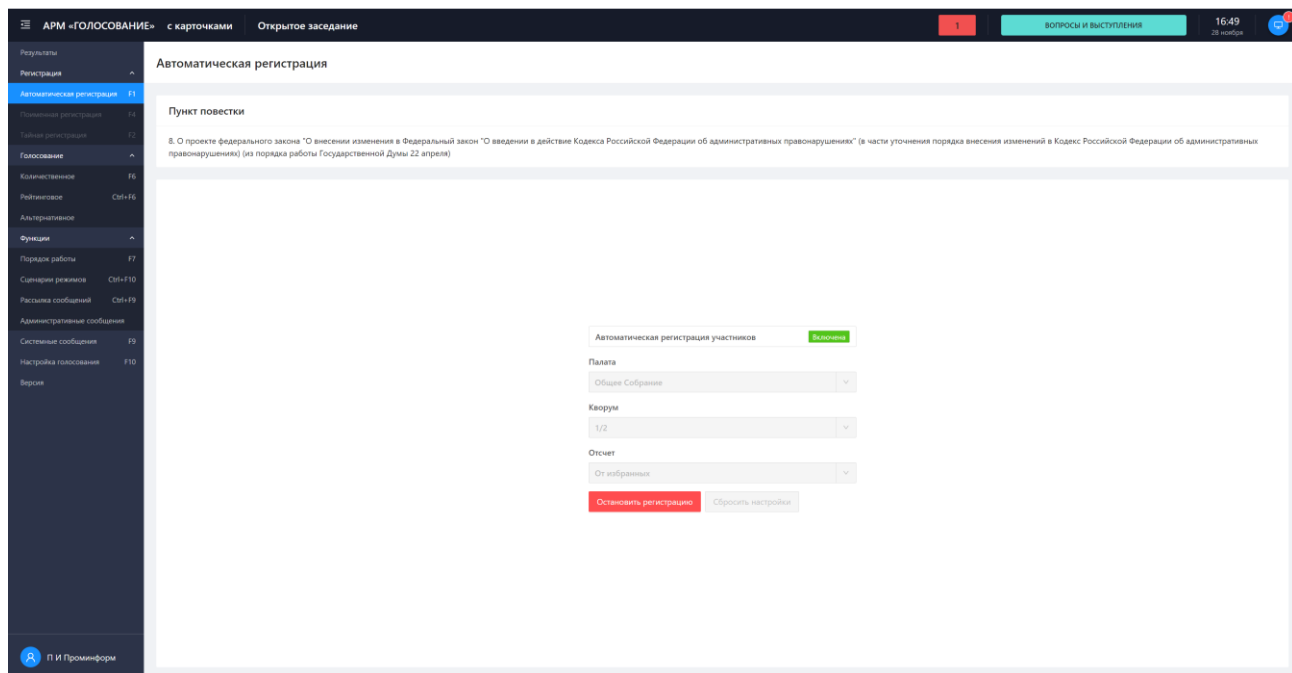 АРМ «ГОЛОСОВАНИЕ» с карточками Открытое заседание 1 ВОПРОСЫ И ВЫСТУПЛЕНИЯ 16:49
28 ноября
Результаты
Регистрация
Автоматическая регистрация F1
Поименная регистрация F4
Тайная регистрация F2
Голосование
Количественное F6
Рейтинговое Ctrl+F6
Альтернативное
Функции
Порядок работы F7
Сценарии режимов Ctrl+F10
Рассылка сообщений Ctrl+F9
Административные сообщения
Системные сообщения F9
Настройка голосования F10
Версия
П И Проминформ
Автоматическая регистрация
Пункт повестки
8. О проекте федерального закона "О внесении изменения в Федеральный закон "О введении в действие Кодекса Российской Федерации об административных правонарушениях" (в части уточнения порядка внесения изменений в Кодекс Российской Федерации об административных
правонарушениях) (из порядка работы Государственной Думы 22 апреля)
Автоматическая регистрация участников Включена
Палата
Общее Собрание
Кворум
1/2
Отсчет
От избранных
Остановить регистрацию Сбросить настройки